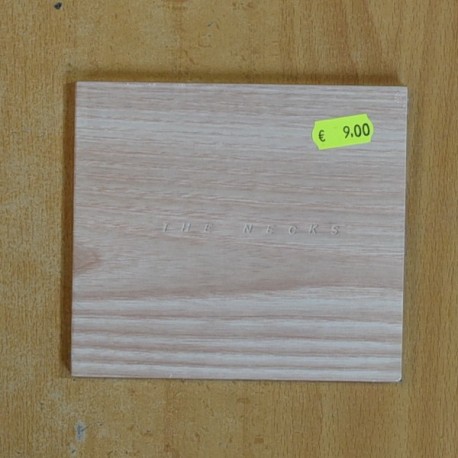 € 9.00
THE NECKS